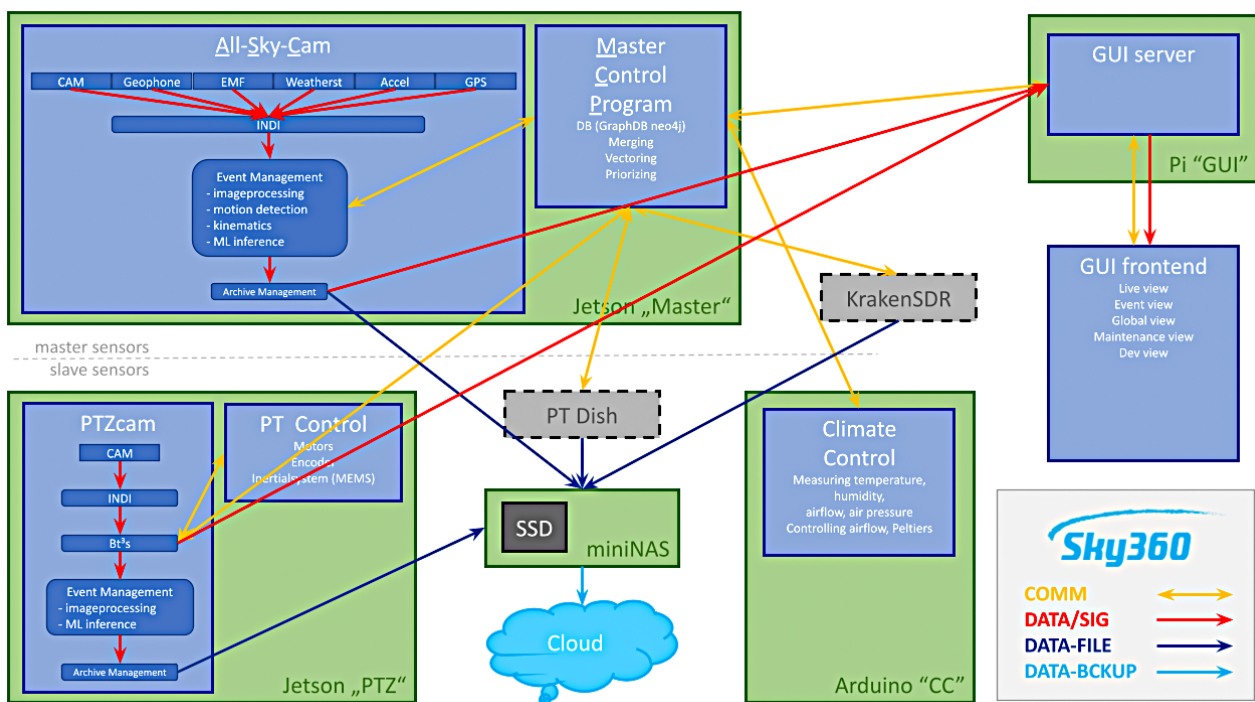 All-Sky-Cam
CAM
Geophone
EMF
Weatherst
Accel
GPS
INDI
Event Management
- imageprocessing
- motion detection
- kinematics
- ML inference
Archive Management
Master
Control
Program
DB (GraphDB neo4j)
Merging
Vectoring
Priorizing
Jetson „Master“
GUI server
Pi “GUI”
GUI frontend
Live view
Event view
Global view
Maintenance view
Dev view
KrakenSDR
master sensors
slave sensors
PTZcam
CAM
INDI
Bt³s
Event Management
- imageprocessing
- ML inference
Archive Management
PT Control
Motors
Encoder
Inertialsystem (MEMS)
Jetson „PTZ“
PT Dish
SSD
miniNAS
Cloud
Climate
Control
Measuring temperature,
humidity,
airflow, air pressure
Controlling airflow, Peltiers
Arduino “CC”
Sky360
COMM
DATA/SIG
DATA-FILE
DATA-BCKUP